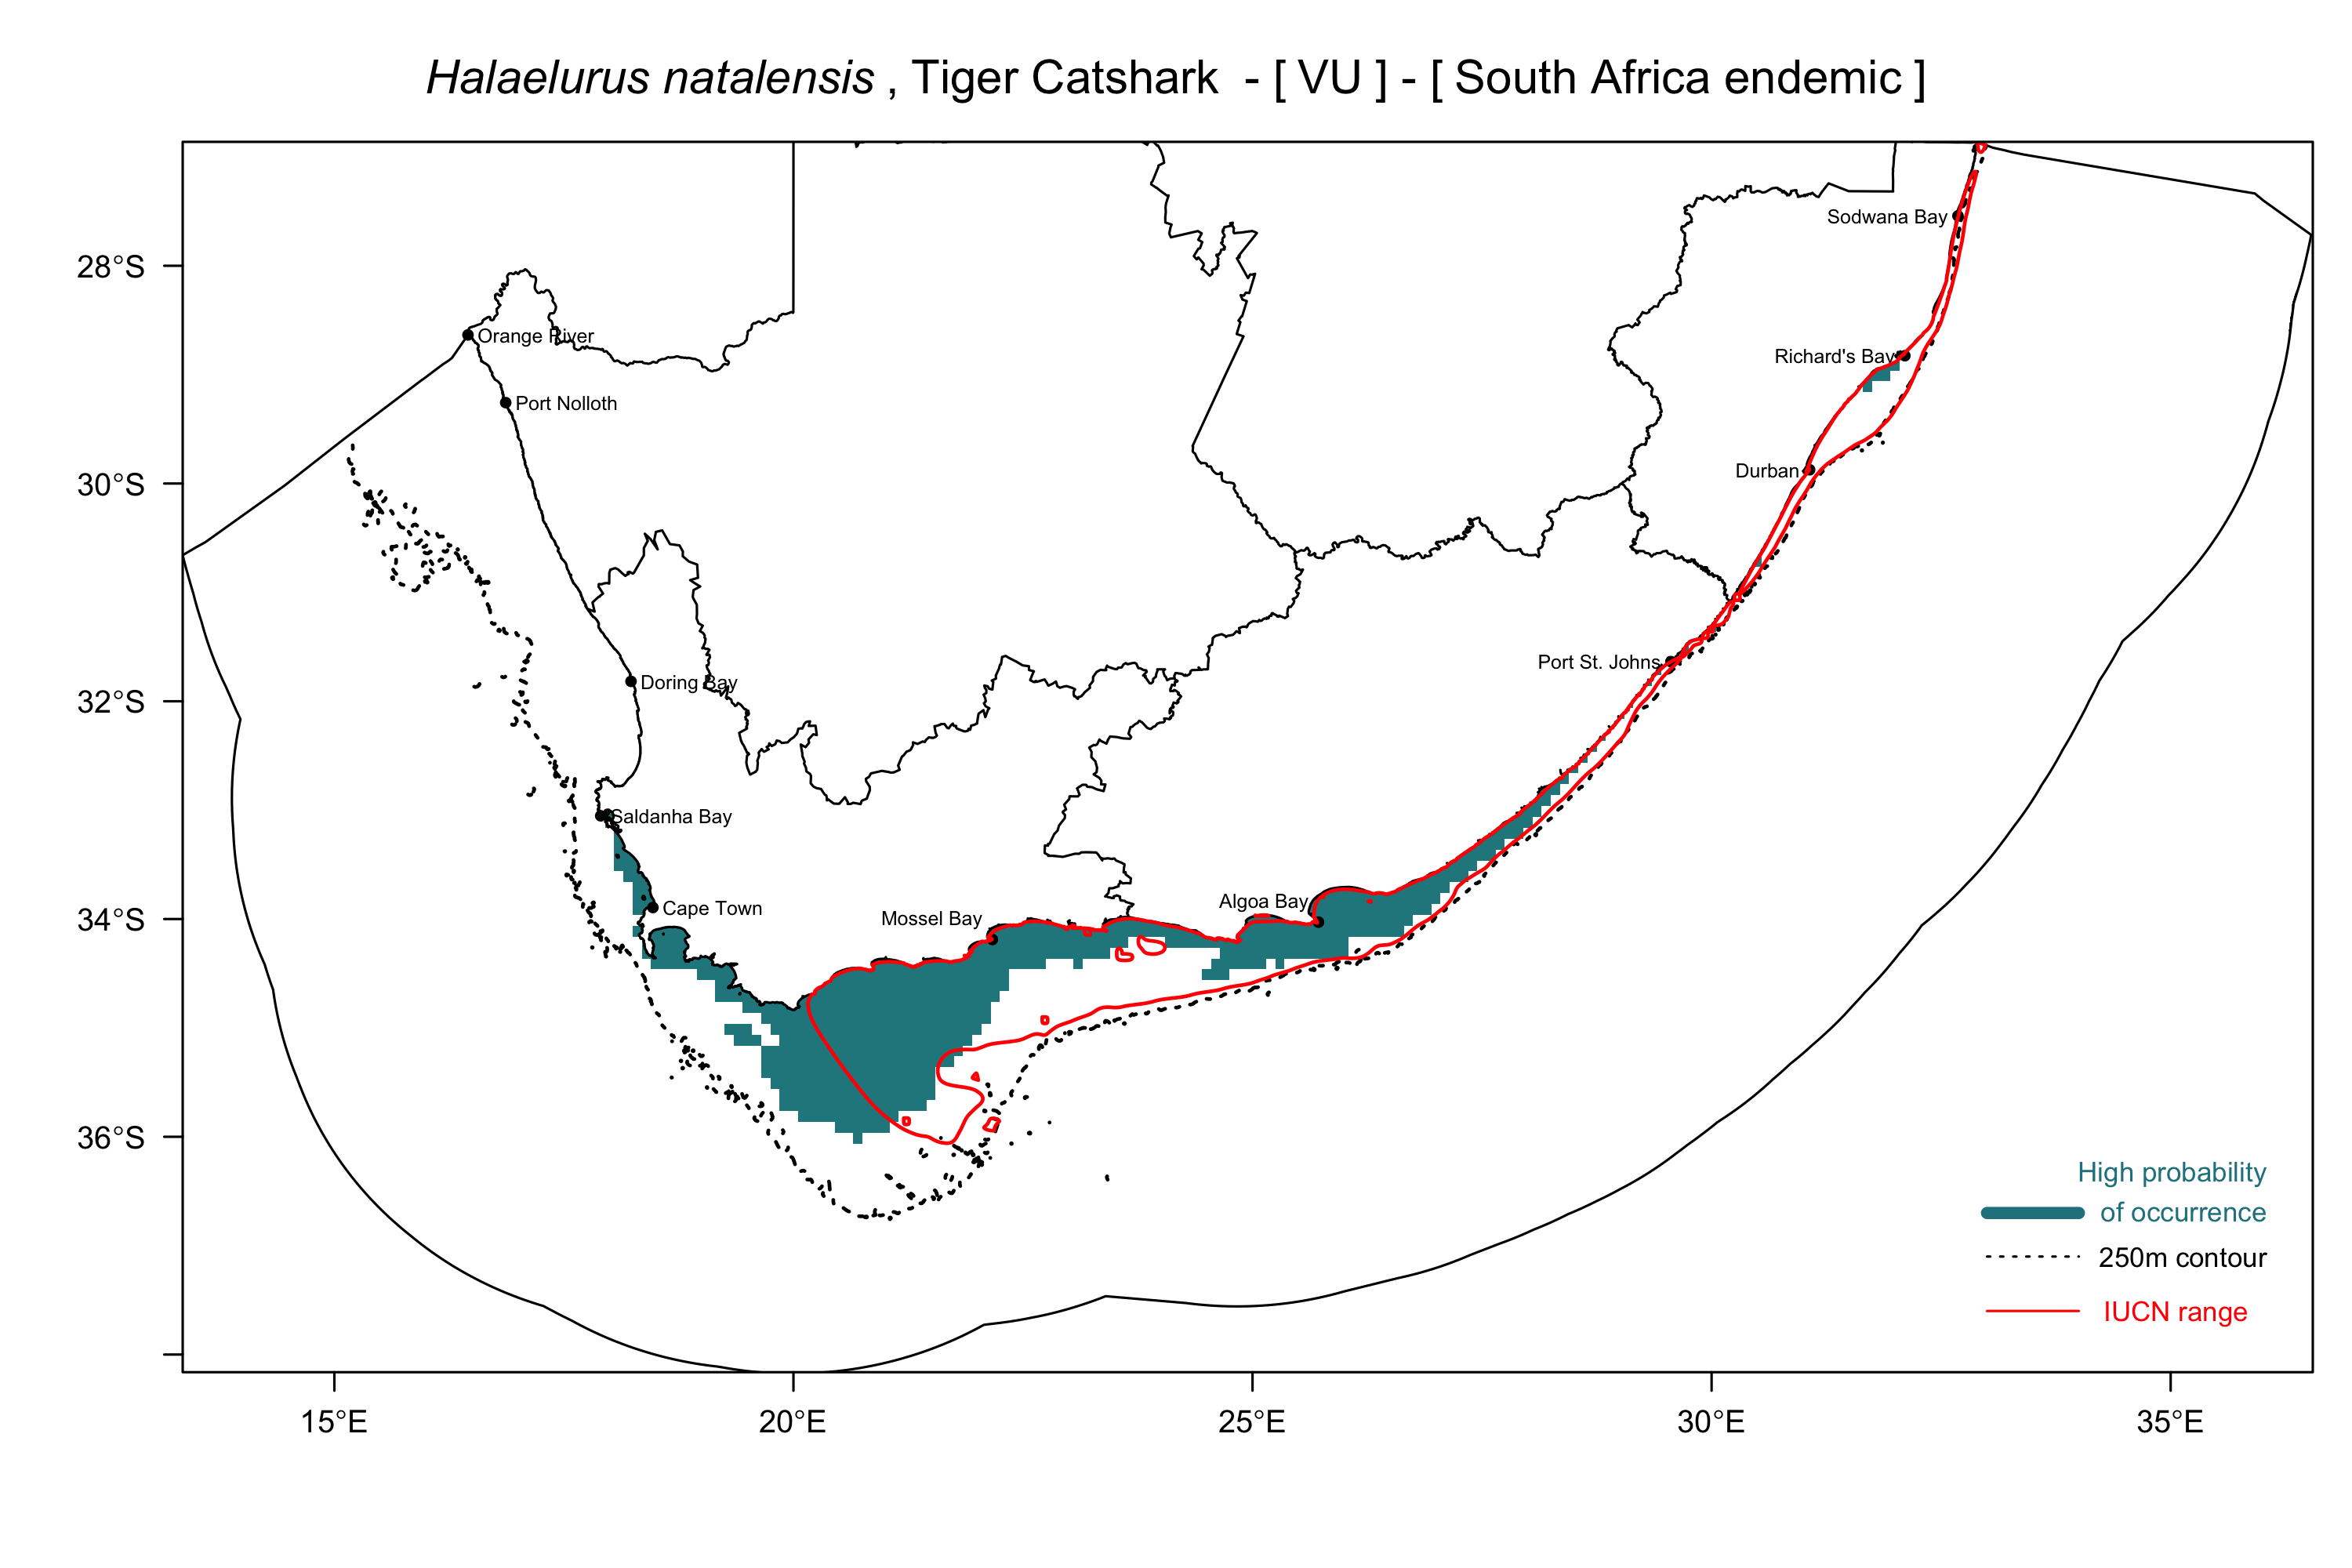 Halaelurus natalensis , Tiger Catshark - [ VU ] - [ South Africa endemic ]
Sodwana Bay
28°S
Orange River
Richard's Bay
Port Nolloth
Durban
30°S
Port St. Johns
Doring Bay
32°S
Saldanha Bay
Algoa Bay
Cape Town
Mossel Bay
34°S
36°S
High probability
of occurrence
250m contour
IUCN range
15°E
20°E
25°E
30°E
35°E